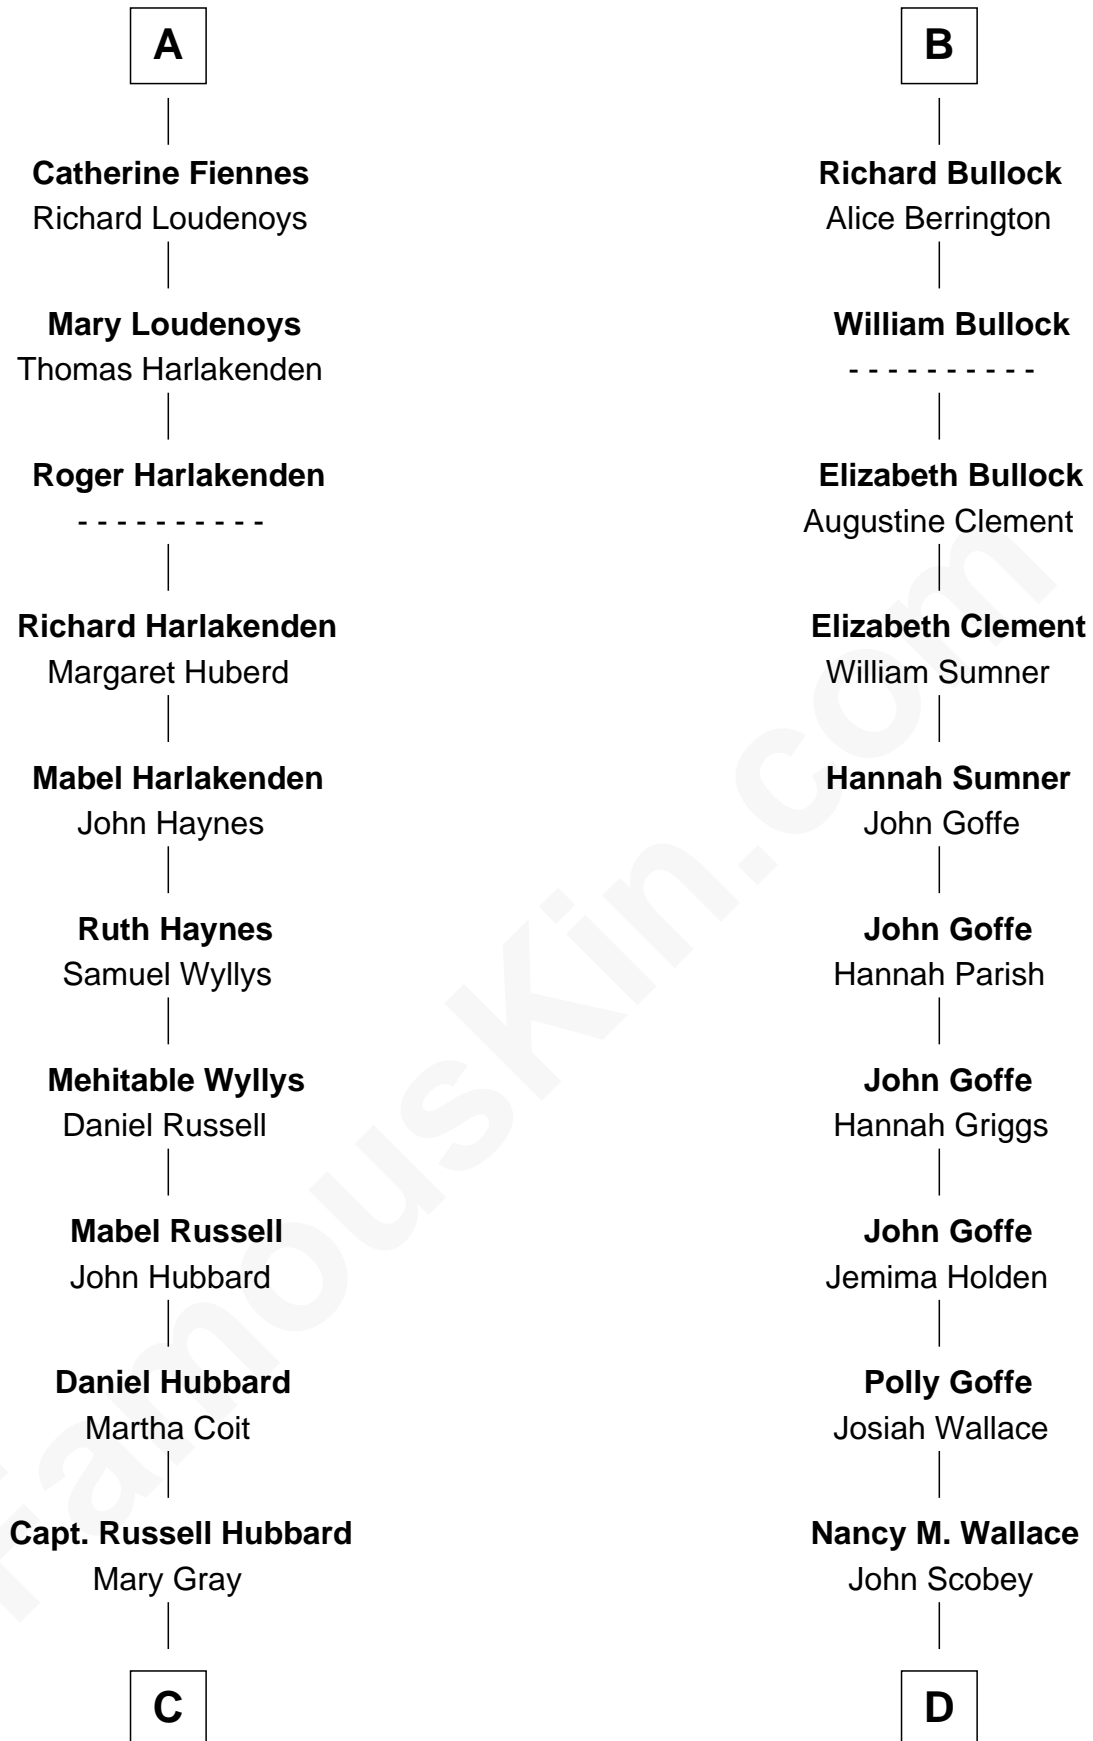 A
Catherine Fiennes
Richard Loudenoys
Mary Loudenoys
Thomas Harlakenden
Roger Harlakenden
- - - - - - - - - -
Richard Harlakenden
Margaret Huberd
Mabel Harlakenden
John Haynes
Ruth Haynes
Samuel Wyllys
Mehitable Wyllys
Daniel Russell
Mabel Russell
John Hubbard
Daniel Hubbard
Martha Coit
Capt. Russell Hubbard
Mary Gray
C
B
Richard Bullock
Alice Berrington
William Bullock
- - - - - - - - - -
Elizabeth Bullock
Augustine Clement
Elizabeth Clement
William Sumner
Hannah Sumner
John Goffe
John Goffe
Hannah Parish
John Goffe
Hannah Griggs
John Goffe
Jemima Holden
Polly Goffe
Josiah Wallace
Nancy M. Wallace
John Scobey
D
FamousKin.com